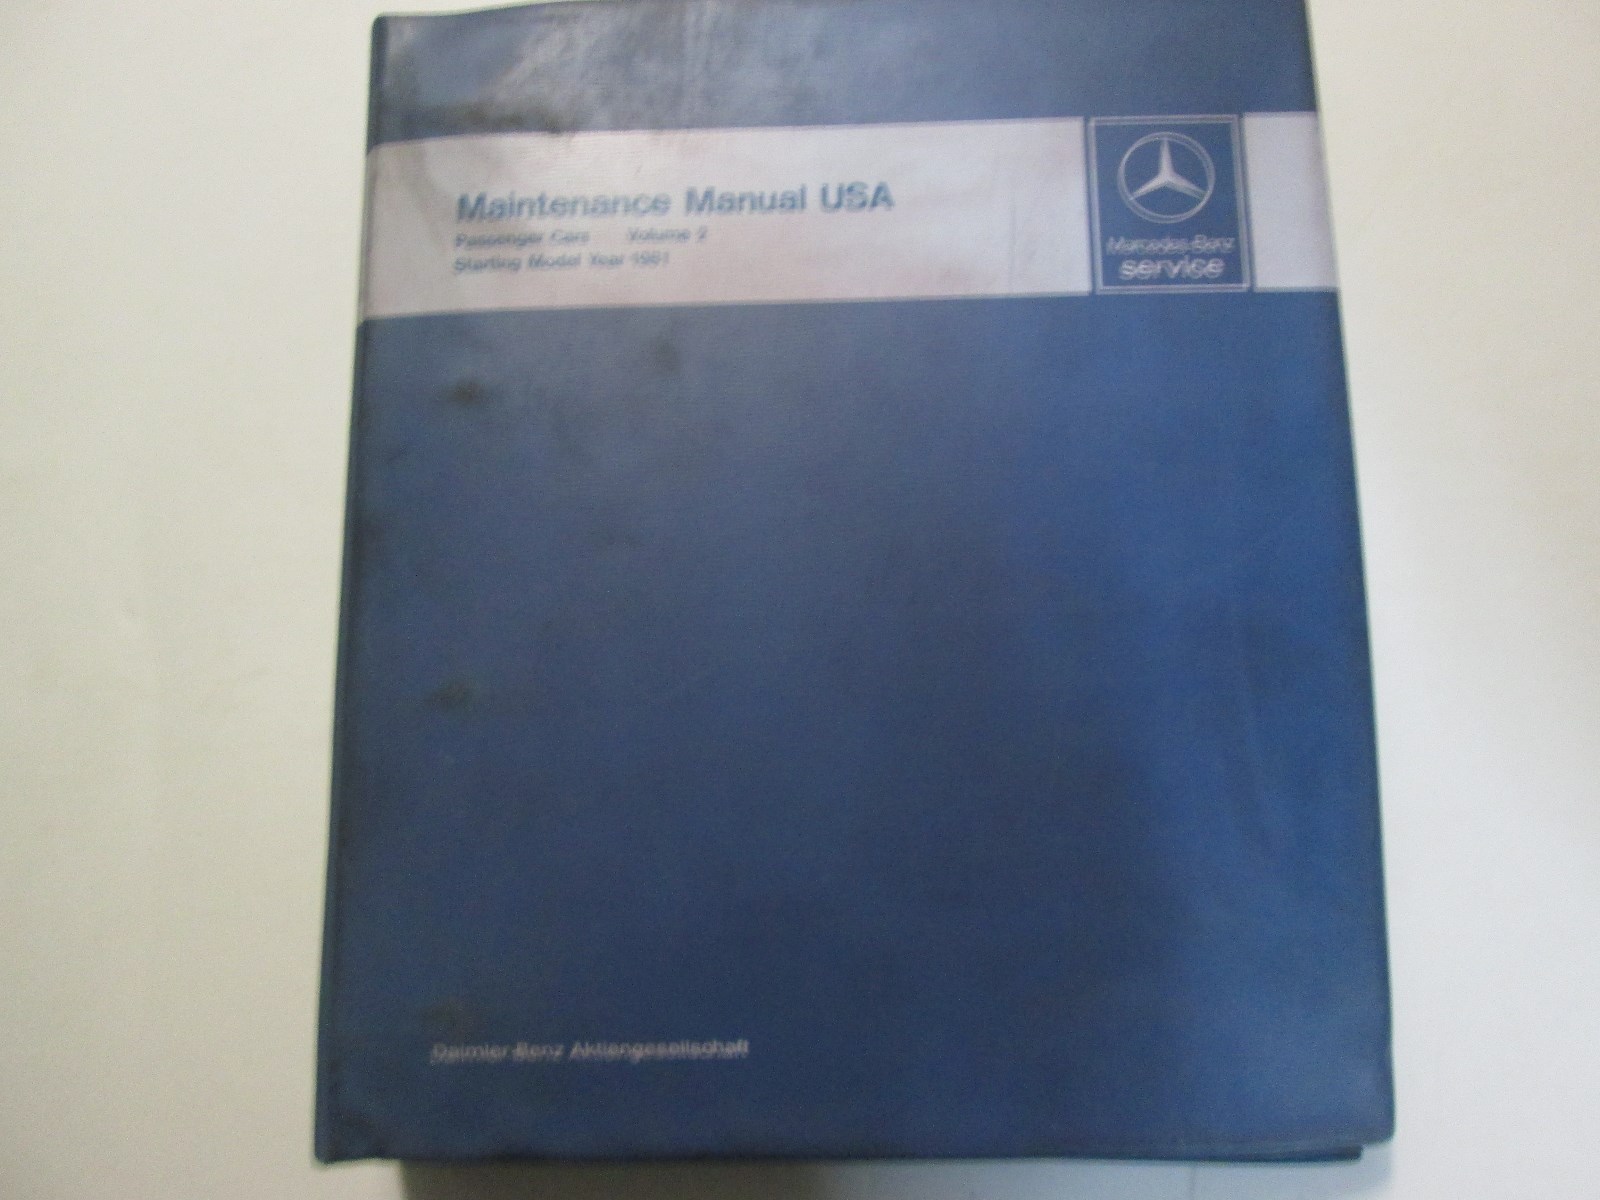 Maintenance Manual USA
Passenger Cars Volume 2
Starting Model Year 1981
Mercedes-Benz
service
Daimler-Benz Aktiengesellschaft